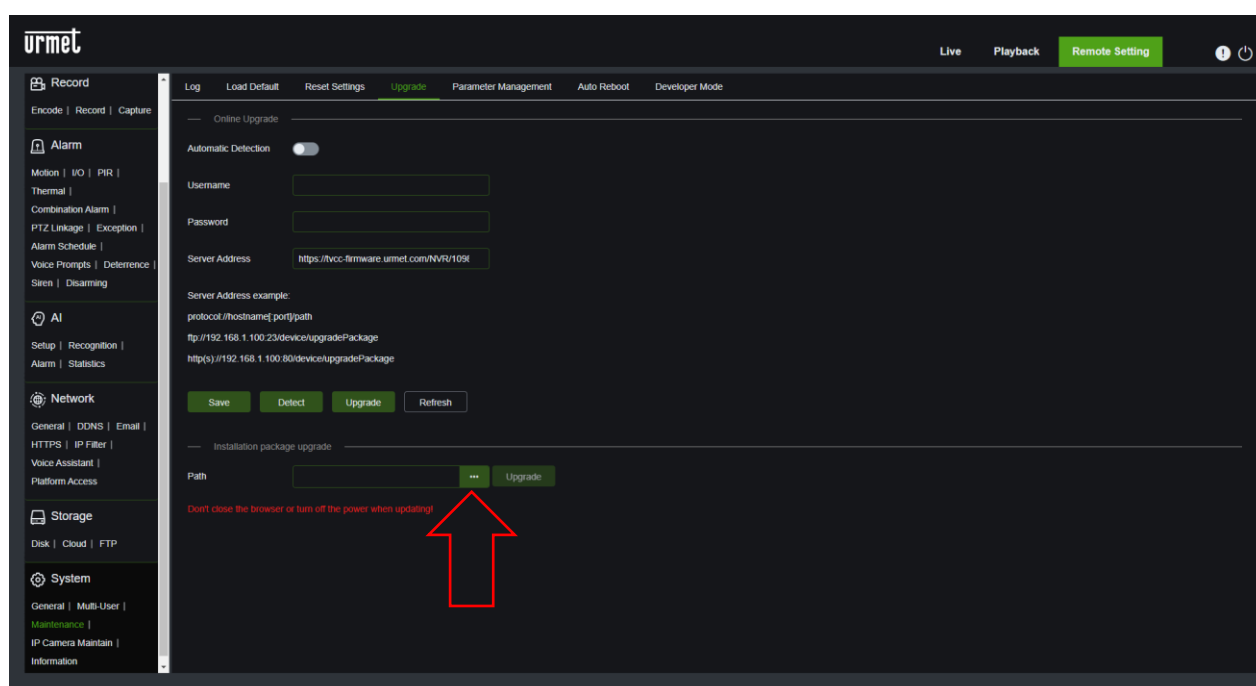 urmet
Live Playback Remote Setting
Record
Encode | Record | Capture
Alarm
Motion | I/O | PIR |
Thermal |
Combination Alarm |
PTZ Linkage | Exception |
Alarm Schedule |
Voice Prompts | Deterrence |
Siren | Disarming
AI
Setup | Recognition |
Alarm | Statistics
Network
General | DDNS | Email |
HTTPS | IP Filter |
Voice Assistant |
Platform Access
Storage
Disk | Cloud | FTP
System
General | Multi-User |
Maintenance |
IP Camera Maintain |
Information
Log Load Default Reset Settings Upgrade Parameter Management Auto Reboot Developer Mode
Online Upgrade
Automatic Detection
Username
Password
Server Address https://tvcc-firmware.urmet.com/NVR/109
Server Address example:
protocol://hostname[:port]/path
ftp://192.168.1.100:23/device/upgradePackage
http(s)://192.168.1.100:80/device/upgradePackage
Save Detect Upgrade Refresh
Installation package upgrade
Path ••• Upgrade
Don't close the browser or turn off the power when updating!